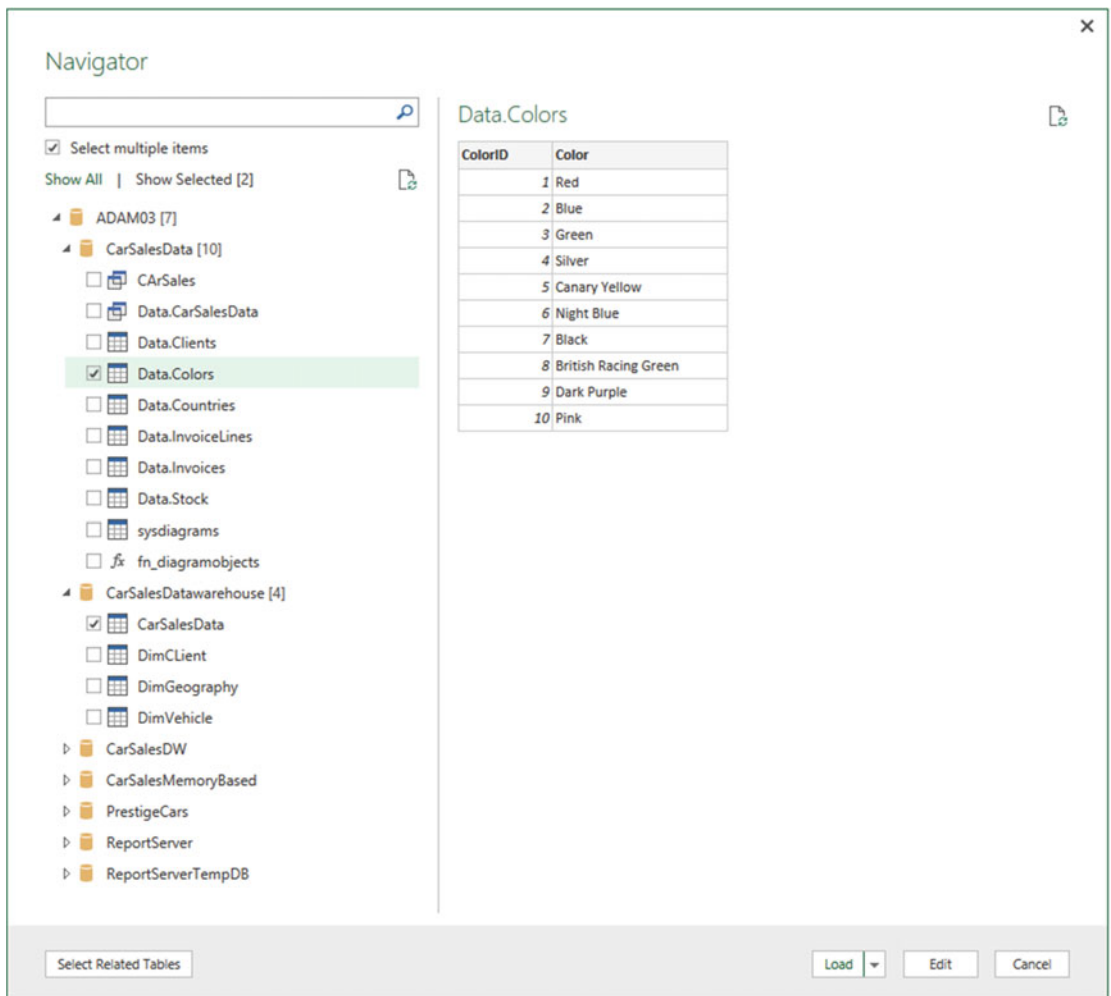 Navigator
Select multiple items
Show All | Show Selected [2]
ADAM03 [7]
CarSalesData [10]
CArSales
Data.CarSalesData
Data.Clients
Data.Colors
Data.Countries
Data.InvoiceLines
Data.Invoices
Data.Stock
sysdiagrams
fx fn_diagramobjects
CarSalesDatawarehouse [4]
CarSalesData
DimCLient
DimGeography
DimVehicle
CarSalesDW
CarSalesMemoryBased
PrestigeCars
ReportServer
ReportServerTempDB
Data.Colors
ColorID Color
1 Red
2 Blue
3 Green
4 Silver
5 Canary Yellow
6 Night Blue
7 Black
8 British Racing Green
9 Dark Purple
10 Pink
Select Related Tables
Load Edit Cancel